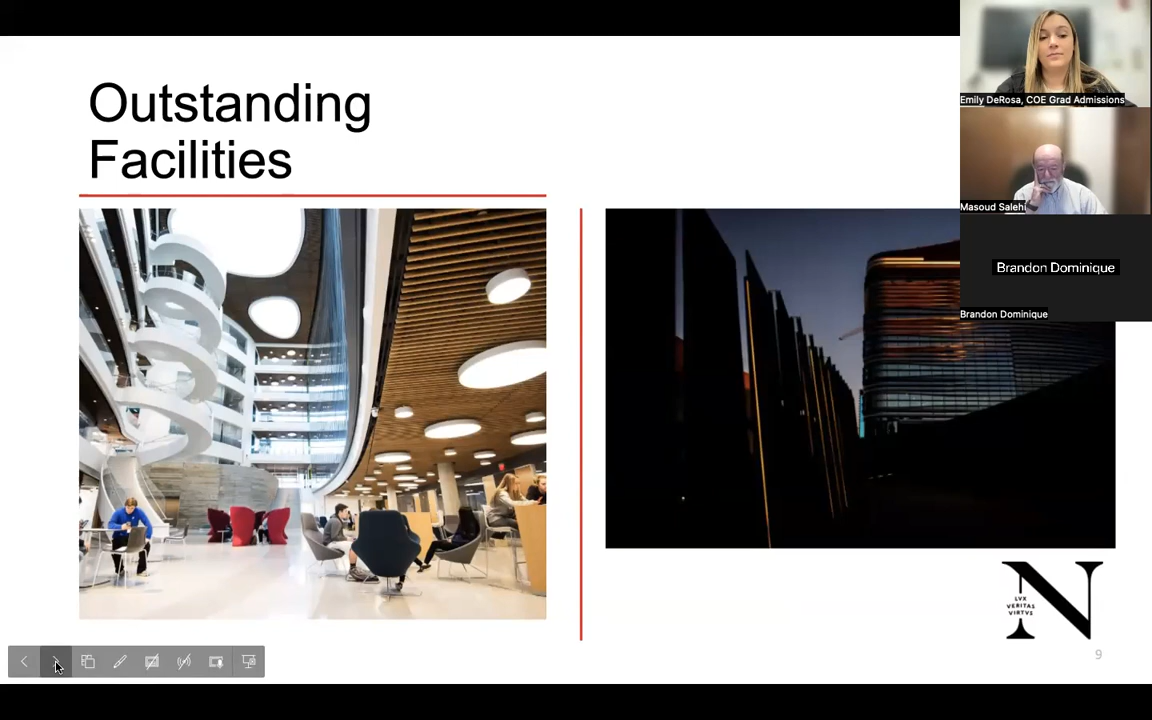 Outstanding
Facilities
Emily DeRosa, COE Grad Admissions
Masoud Salehi
Brandon Dominique
Brandon Dominique
LVX
VERITAS
VIRTVS
N
9